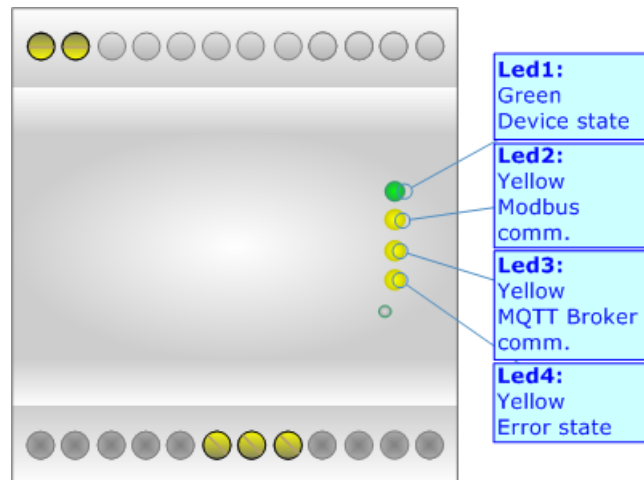 Led1:
Green
Device state
Led2:
Yellow
Modbus
comm.
Led3:
Yellow
MQTT Broker
comm.
Led4:
Yellow
Error state